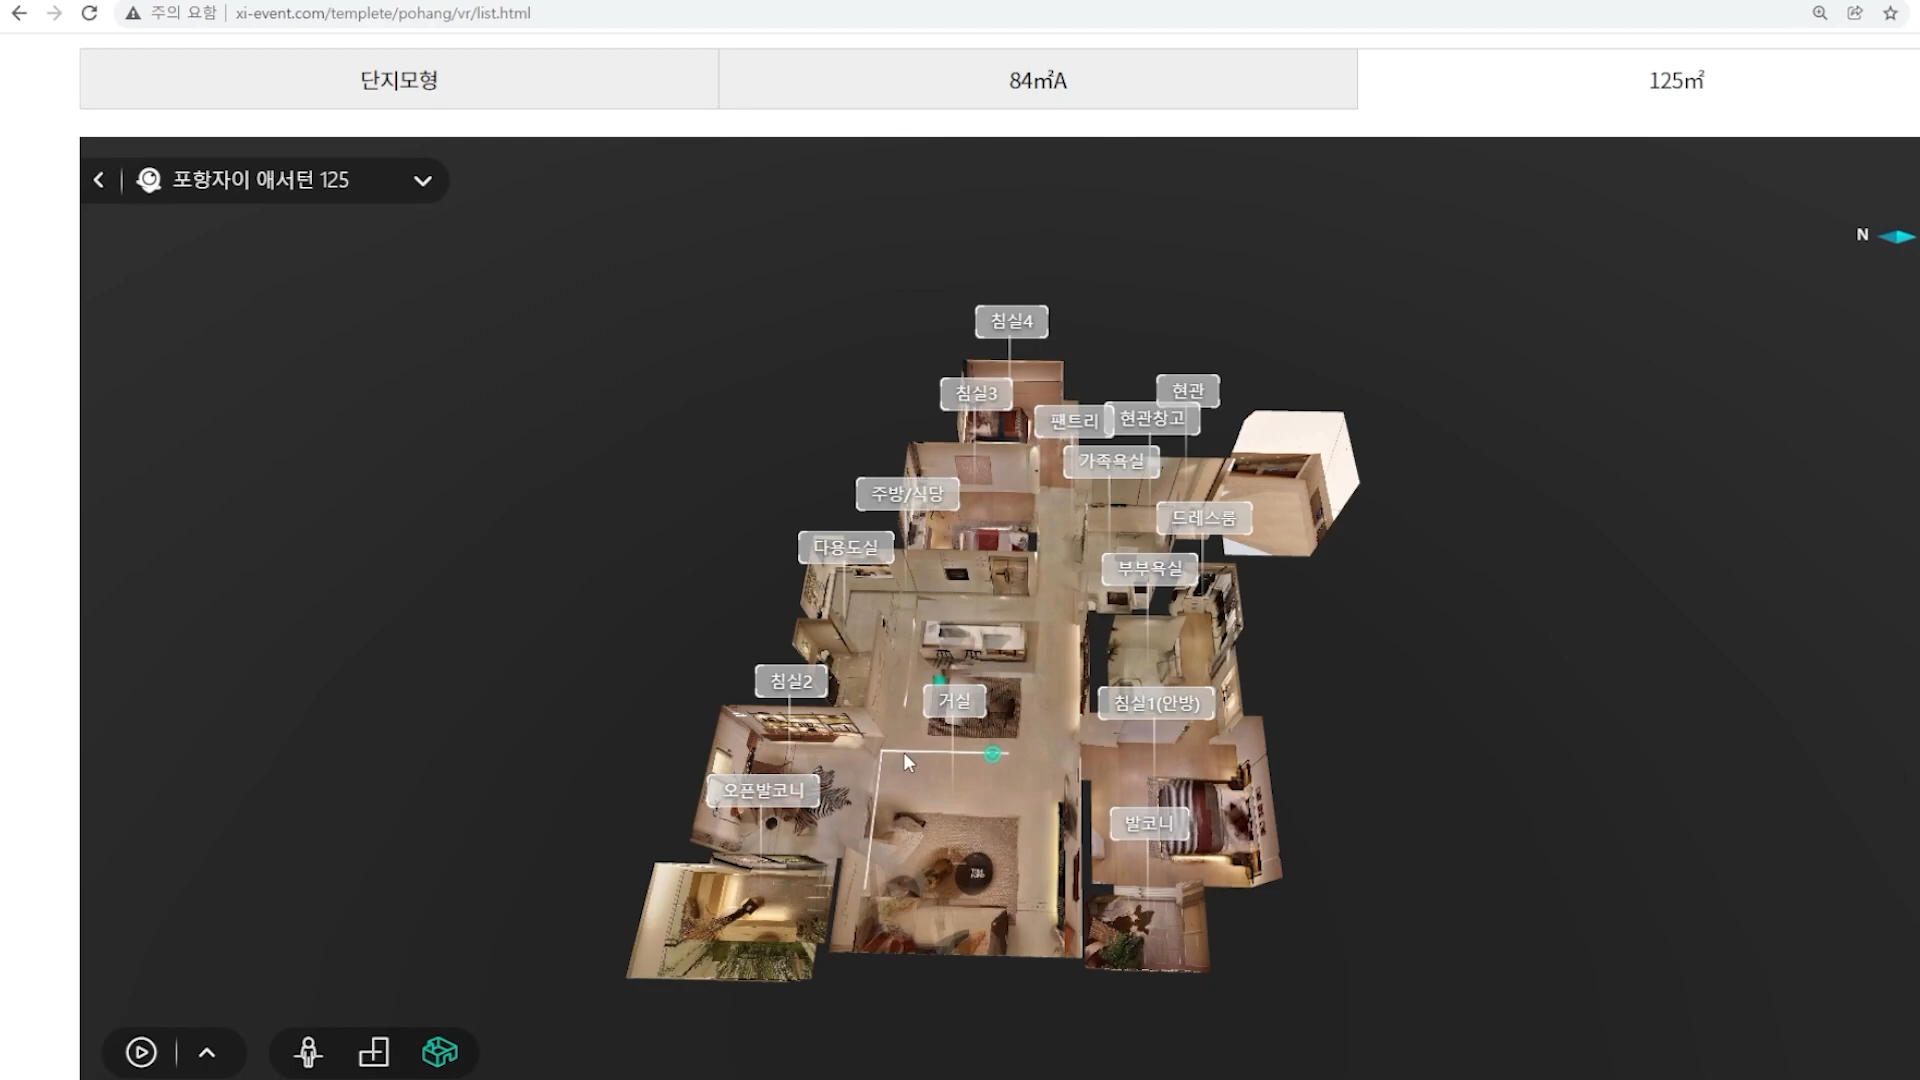 주의 요함 xi-event.com/templete/pohang/vr/list.html
단지모형
84㎡A
125㎡
포항자이 애서턴 125
N
침실4
침실3
현관
팬트리
현관창고
가족욕실
주방/식당
드레스룸
다용도실
부부욕실
침실2
거실
침실1(안방)
오픈발코니
발코니